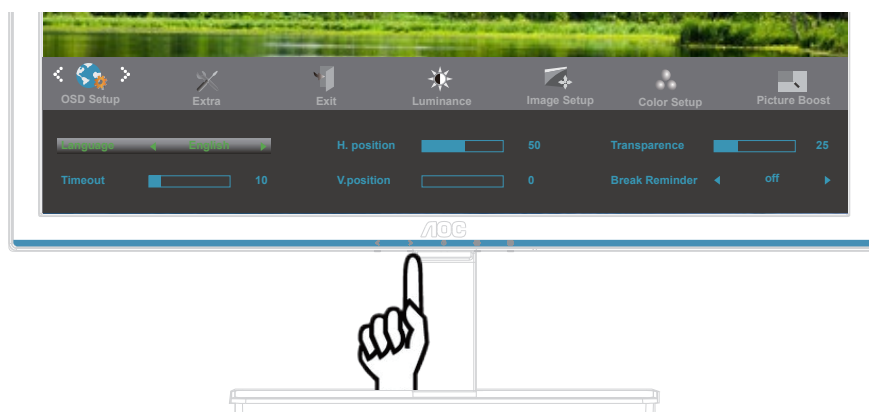 OSD Setup
Extra
Exit
Luminance
Image Setup
Color Setup
Picture Boost
Language English
H. position 50
Transparence 25
Timeout 10
V.position 0
Break Reminder off
AOC